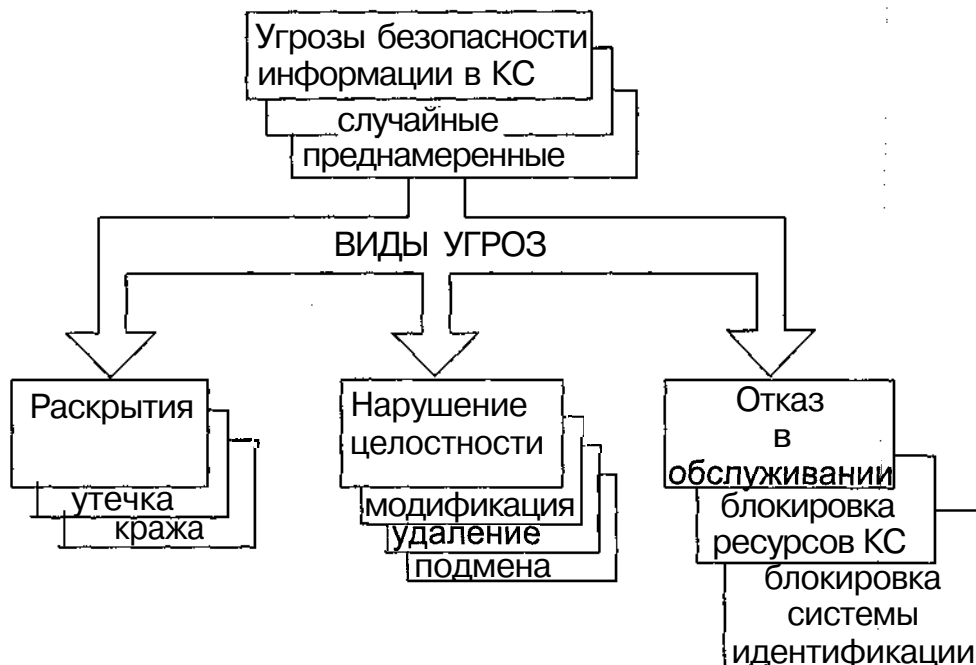 Угрозы безопасности
информации в КС
случайные
преднамеренные
ВИДЫ УГРОЗ
Раскрытия
утечка
кража
Нарушение
целостности
модификация
удаление
подмена
Отказ
в
обслуживании
блокировка
ресурсов КС
блокировка
системы
идентификации